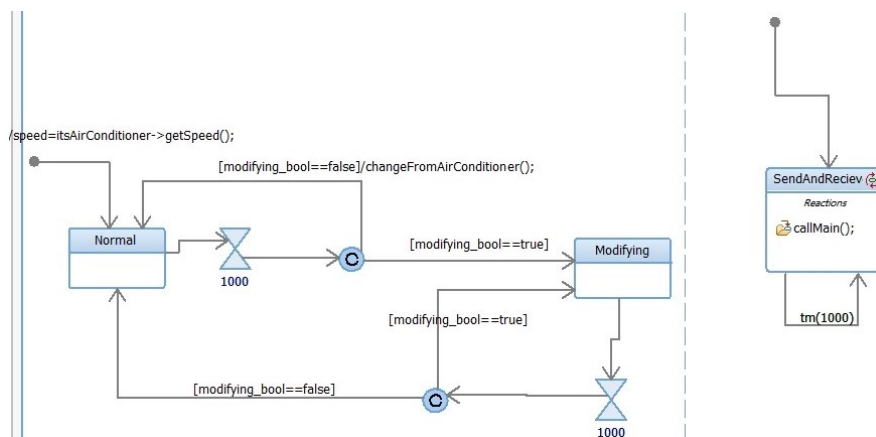 /speed=itsAirConditioner->getSpeed();
[modifying_bool==false]/changeFromAirConditioner();
SendAndReciev
Reactions
callMain();
Normal
[modifying_bool==true]
Modifying
C
1000
[modifying_bool==true]
tm(1000)
[modifying_bool==false]
C
1000